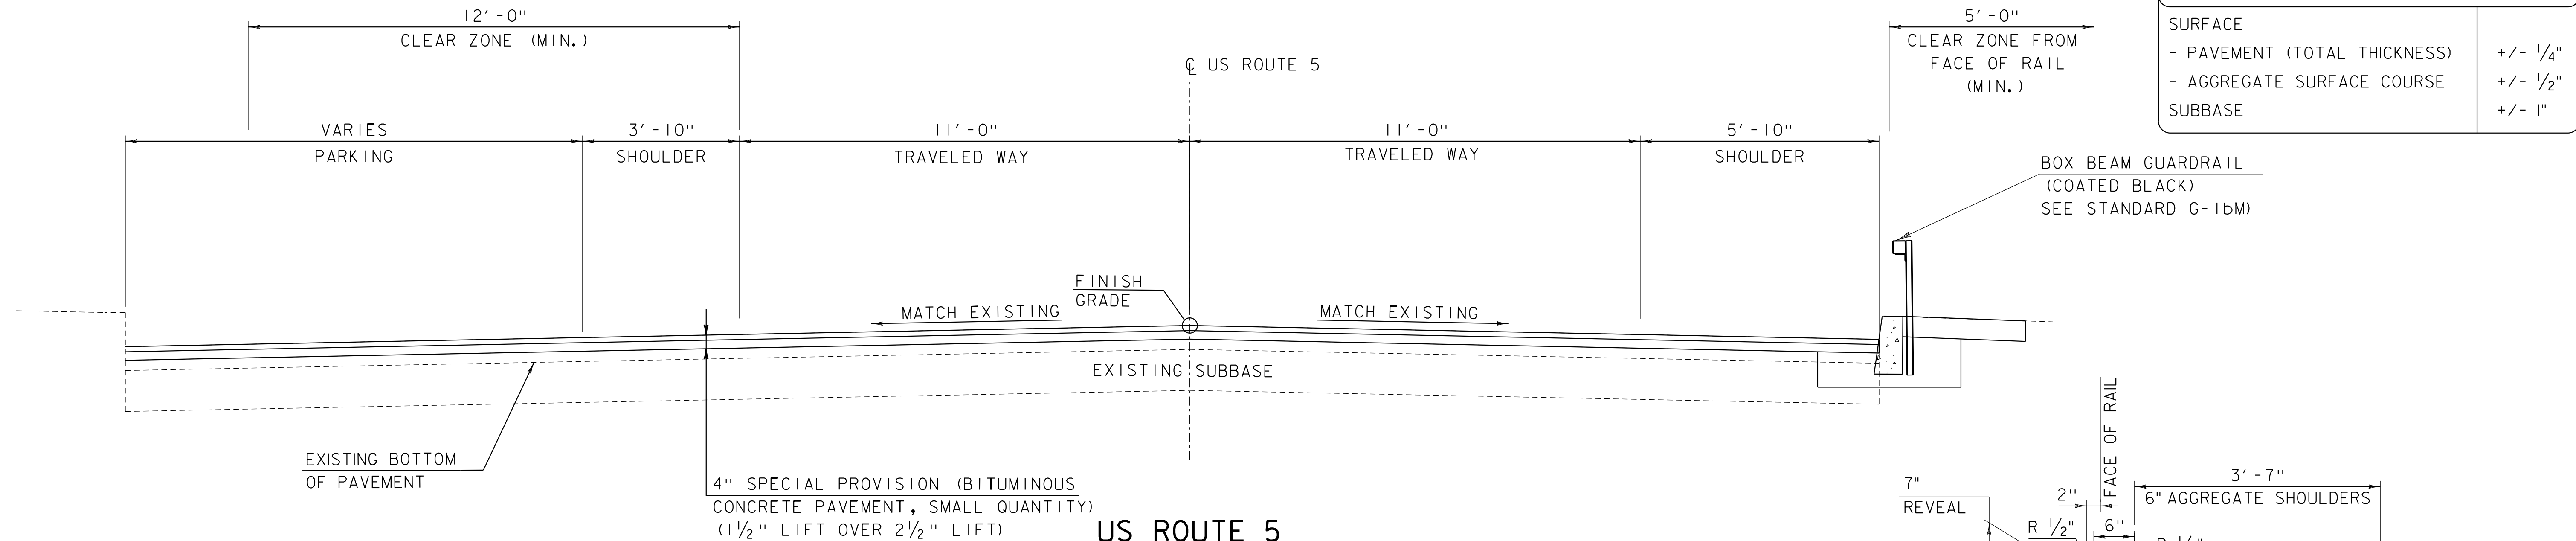 12'-0"
CLEAR ZONE (MIN.)
5'-0"
CLEAR ZONE FROM
FACE OF RAIL
(MIN.)
SURFACE
- PAVEMENT (TOTAL THICKNESS) +/- 1/4"
- AGGREGATE SURFACE COURSE +/- 1/2"
SUBBASE +/- 1"
℄ US ROUTE 5
VARIES
PARKING
3'-10"
SHOULDER
11'-0"
TRAVELED WAY
11'-0"
TRAVELED WAY
5'-10"
SHOULDER
BOX BEAM GUARDRAIL
(COATED BLACK)
SEE STANDARD G-1bM)
FINISH
GRADE
MATCH EXISTING
MATCH EXISTING
EXISTING SUBBASE
EXISTING BOTTOM
OF PAVEMENT
4" SPECIAL PROVISION (BITUMINOUS
CONCRETE PAVEMENT, SMALL QUANTITY)
(1 1/2" LIFT OVER 2 1/2" LIFT)
US ROUTE 5
7"
REVEAL
FACE OF RAIL
2"
3'-7"
6" AGGREGATE SHOULDERS
R 1/2"
6"